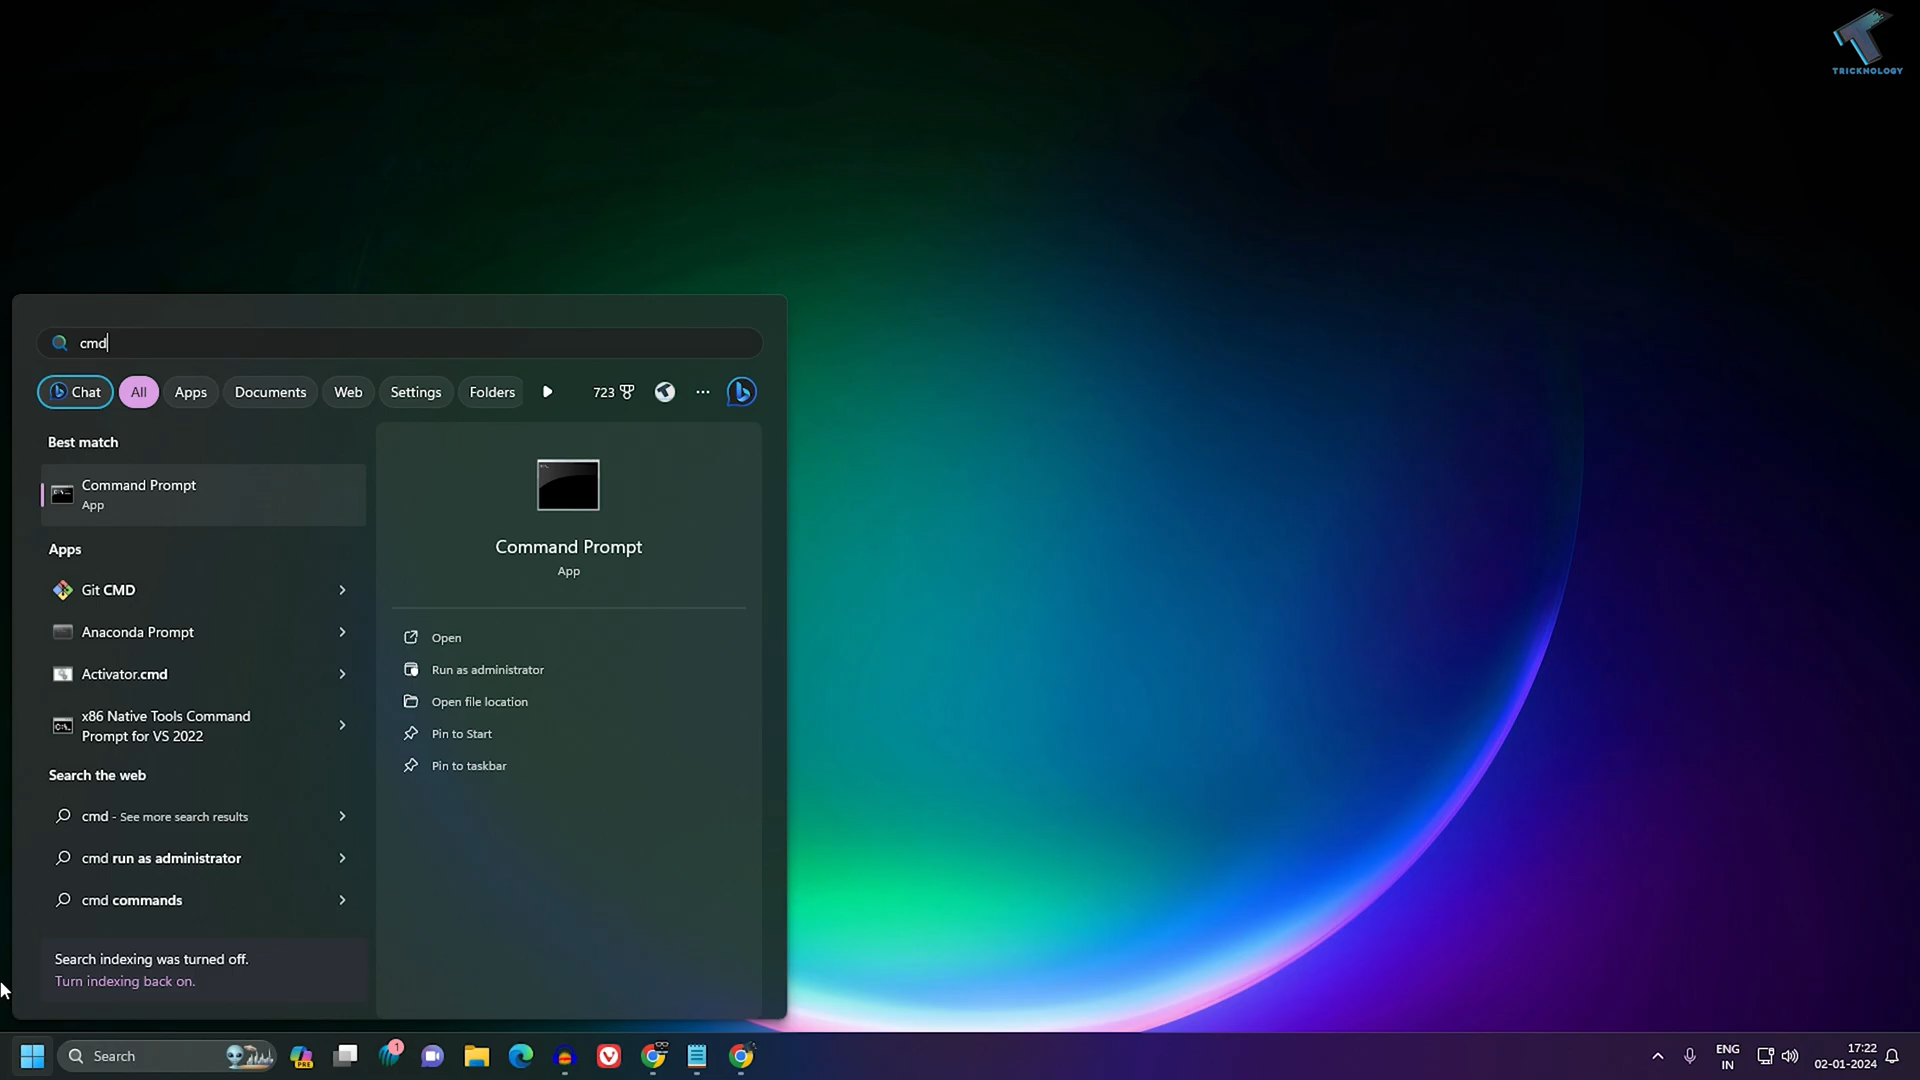 TRICKNOLOGY
cmd
Chat
All
Apps
Documents
Web
Settings
Folders
723
Best match
Command Prompt
App
Apps
Git CMD
Anaconda Prompt
Activator.cmd
x86 Native Tools Command
Prompt for VS 2022
Search the web
cmd - See more search results
cmd run as administrator
cmd commands
Search indexing was turned off.
Turn indexing back on.
Command Prompt
App
Open
Run as administrator
Open file location
Pin to Start
Pin to taskbar
Search
PRE
1
ENG
IN
17:22
02-01-2024